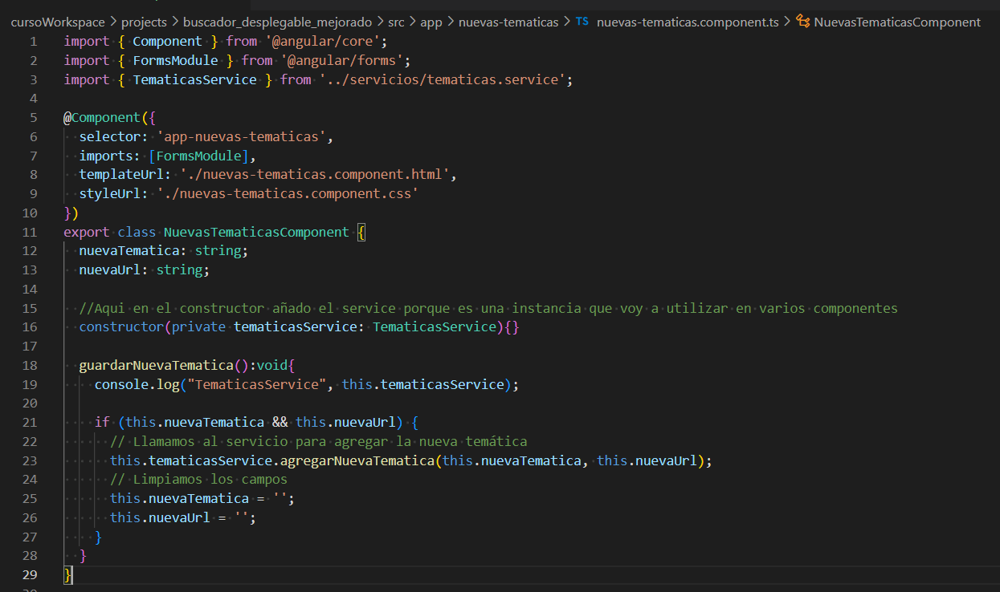 cursoWorkspace > projects > buscador_desplegable_mejorado > src > app > nuevas-tematicas > TS nuevas-tematicas.component.ts > NuevasTematicasComponent
1 import { Component } from '@angular/core';
2 import { FormsModule } from '@angular/forms';
3 import { TematicasService } from '../servicios/tematicas.service';
4
5 @Component({
6   selector: 'app-nuevas-tematicas',
7   imports: [FormsModule],
8   templateUrl: './nuevas-tematicas.component.html',
9   styleUrl: './nuevas-tematicas.component.css'
10 })
11 export class NuevasTematicasComponent {
12   nuevaTematica: string;
13   nuevaUrl: string;
14
15   //Aqui en el constructor añado el service porque es una instancia que voy a utilizar en varios componentes
16   constructor(private tematicasService: TematicasService){}
17
18   guardarNuevaTematica():void{
19     console.log("TematicasService", this.tematicasService);
20
21     if (this.nuevaTematica && this.nuevaUrl) {
22       // Llamamos al servicio para agregar la nueva temática
23       this.tematicasService.agregarNuevaTematica(this.nuevaTematica, this.nuevaUrl);
24       // Limpiamos los campos
25       this.nuevaTematica = '';
26       this.nuevaUrl = '';
27     }
28   }
29 }
30